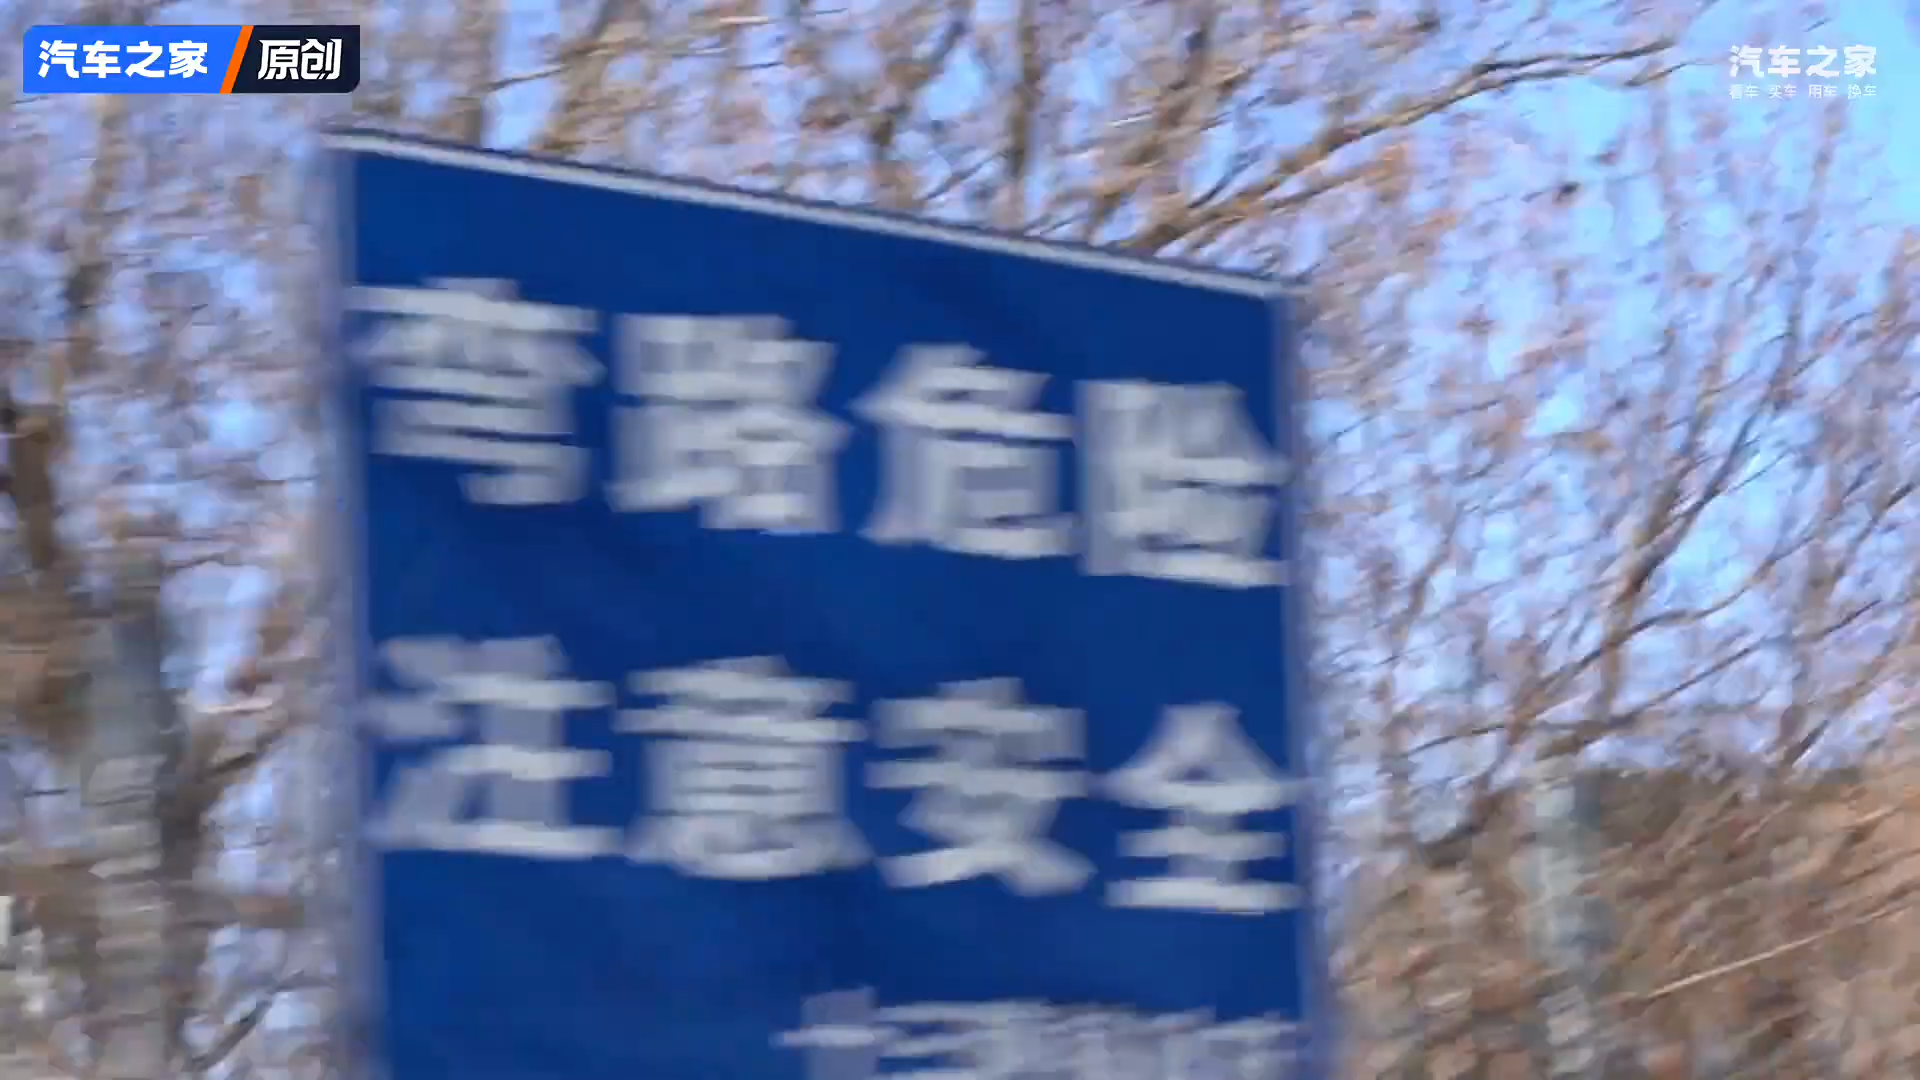 汽车之家 原创
汽车之家
看车 买车 用车 换车
弯路危险
注意安全